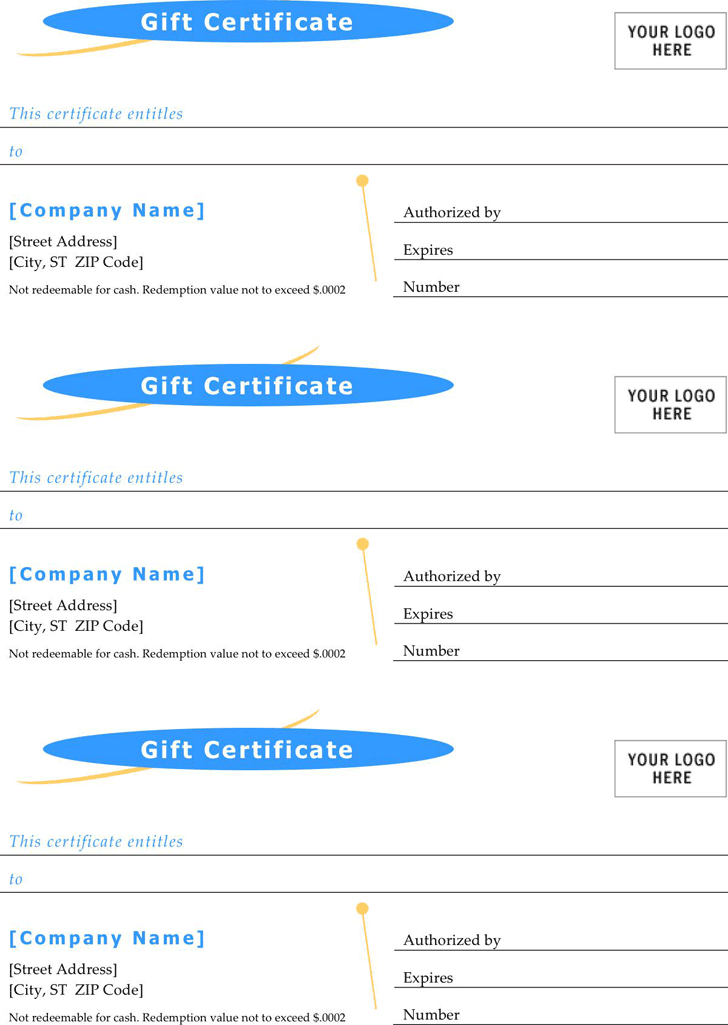 Gift Certificate
YOUR LOGO
HERE
This certificate entitles
to
[Company Name]
[Street Address]
[City, ST  ZIP Code]
Not redeemable for cash. Redemption value not to exceed $.0002
Authorized by
Expires
Number
Gift Certificate
YOUR LOGO
HERE
This certificate entitles
to
[Company Name]
[Street Address]
[City, ST  ZIP Code]
Not redeemable for cash. Redemption value not to exceed $.0002
Authorized by
Expires
Number
Gift Certificate
YOUR LOGO
HERE
This certificate entitles
to
[Company Name]
[Street Address]
[City, ST  ZIP Code]
Not redeemable for cash. Redemption value not to exceed $.0002
Authorized by
Expires
Number